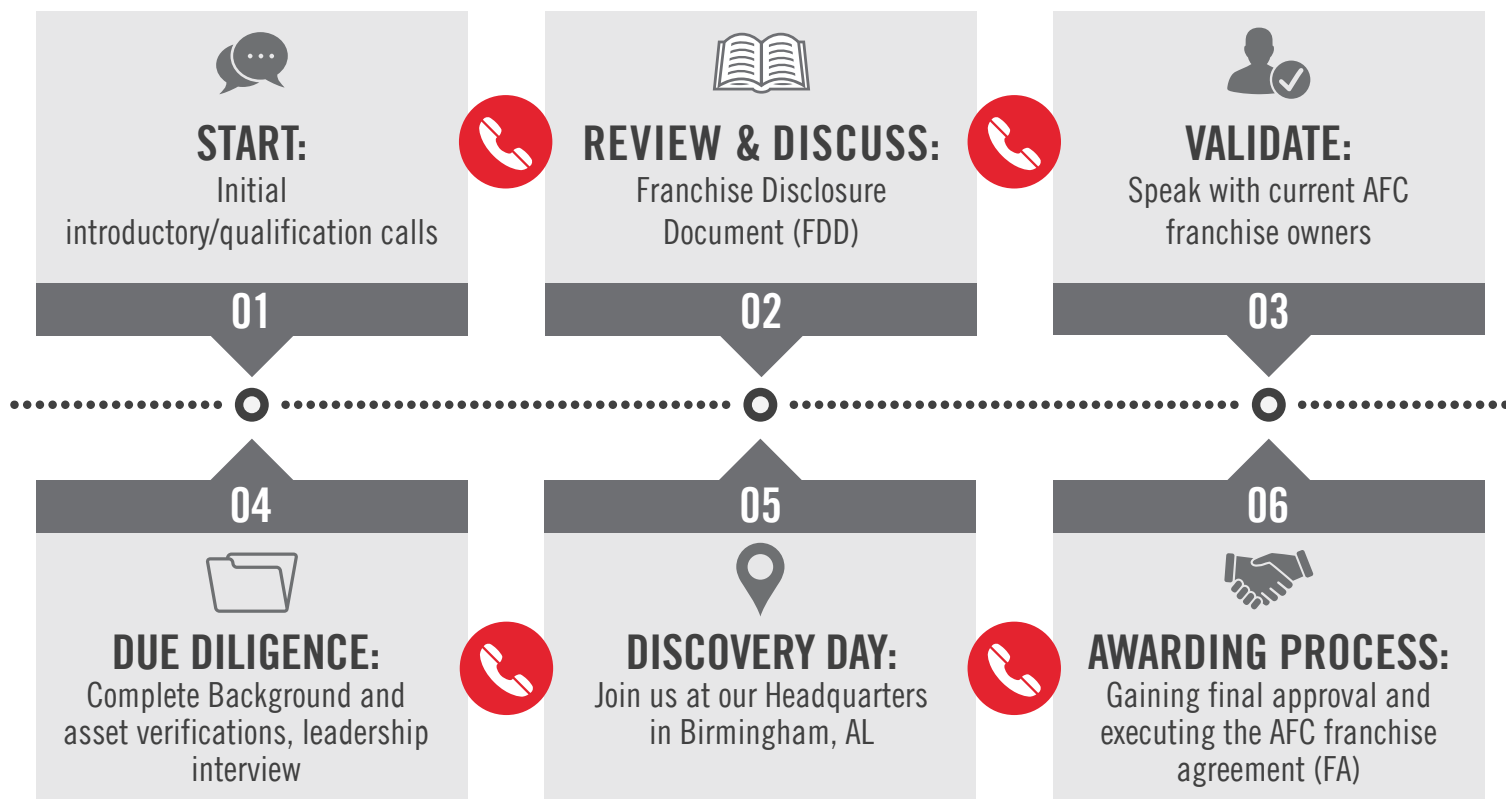 START:
Initial
introductory/qualification calls
01
REVIEW & DISCUSS:
Franchise Disclosure
Document (FDD)
02
VALIDATE:
Speak with current AFC
franchise owners
03
04
DUE DILIGENCE:
Complete Background and
asset verifications, leadership
interview
05
DISCOVERY DAY:
Join us at our Headquarters
in Birmingham, AL
06
AWARDING PROCESS:
Gaining final approval and
executing the AFC franchise
agreement (FA)